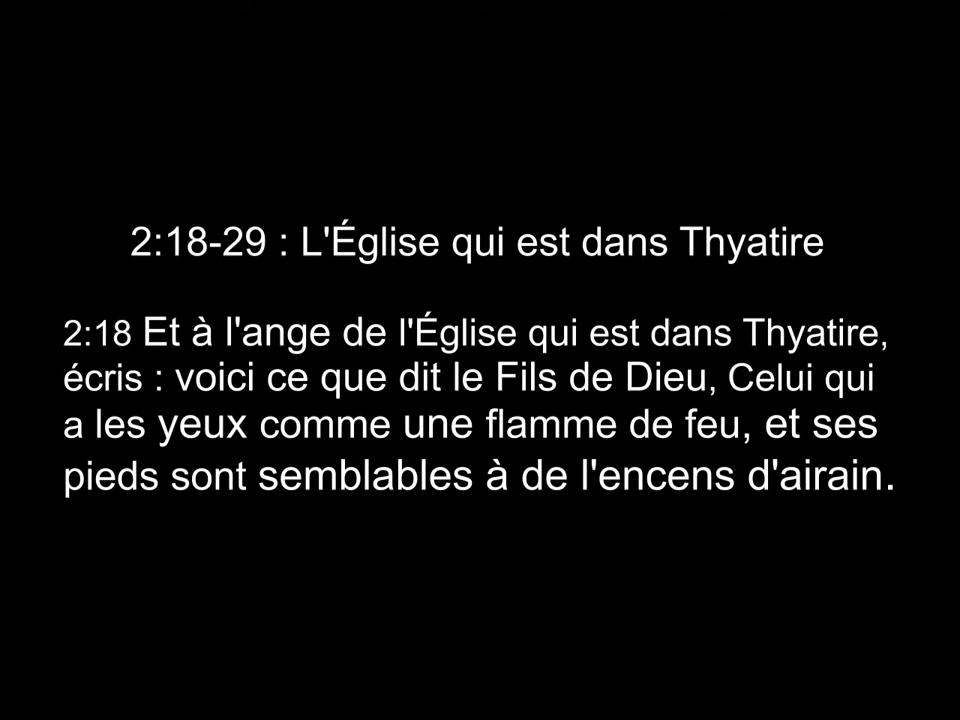 2:18-29 : L'Église qui est dans Thyatire
2:18 Et à l'ange de l'Église qui est dans Thyatire,
écris : voici ce que dit le Fils de Dieu, Celui qui
a les yeux comme une flamme de feu, et ses
pieds sont semblables à de l'encens d'airain.